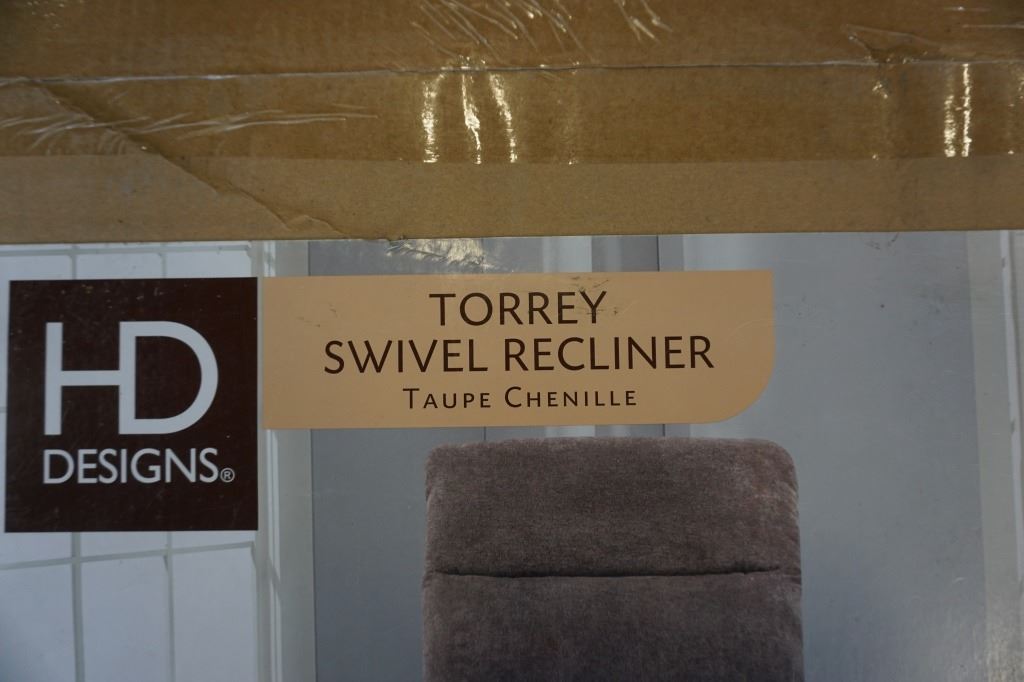 HD
DESIGNS®
TORREY
SWIVEL RECLINER
TAUPE CHENILLE